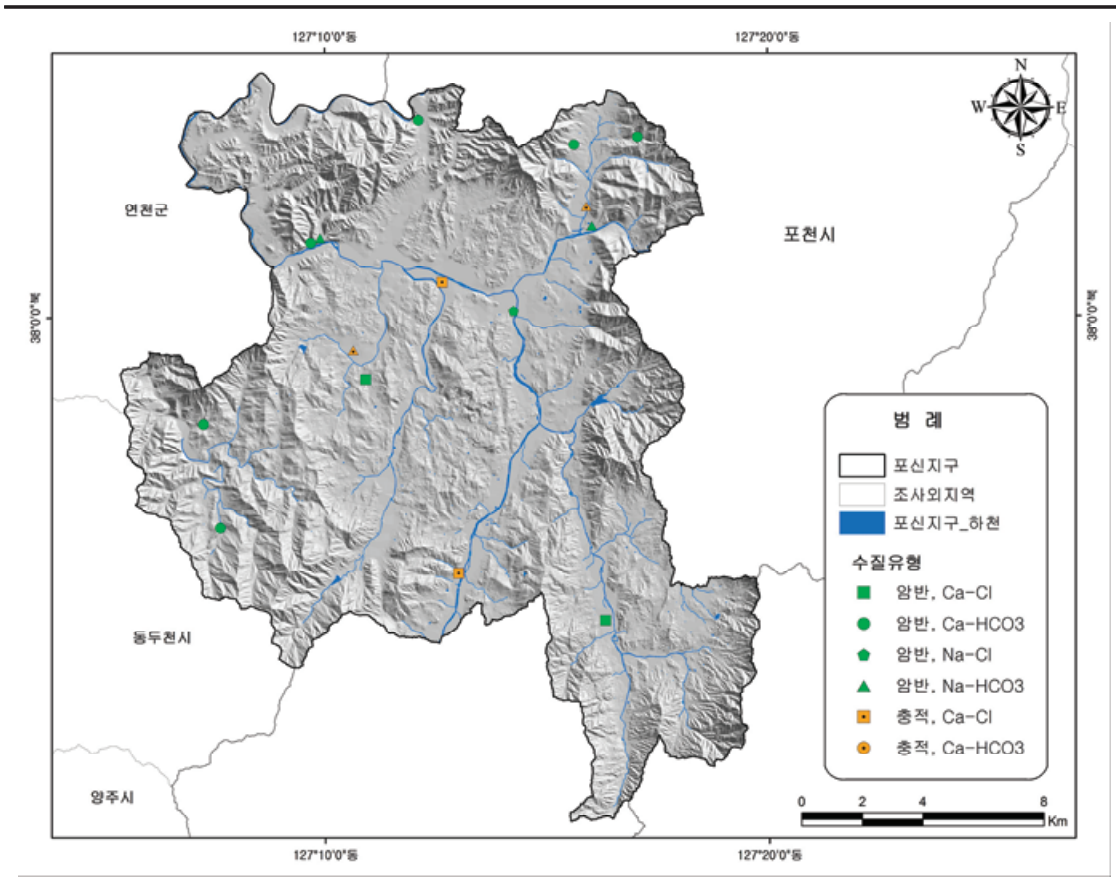 127°10'0"동
127°20'0"동
N
W
E
S
연천군
포천시
38°0'0"북
38°0'0"북
범 례
포신지구
조사외지역
포신지구_하천
수질유형
암반, Ca-Cl
암반, Ca-HCO3
암반, Na-Cl
암반, Na-HCO3
충적, Ca-Cl
충적, Ca-HCO3
동두천시
양주시
0 2 4 8
Km
127°10'0"동
127°20'0"동